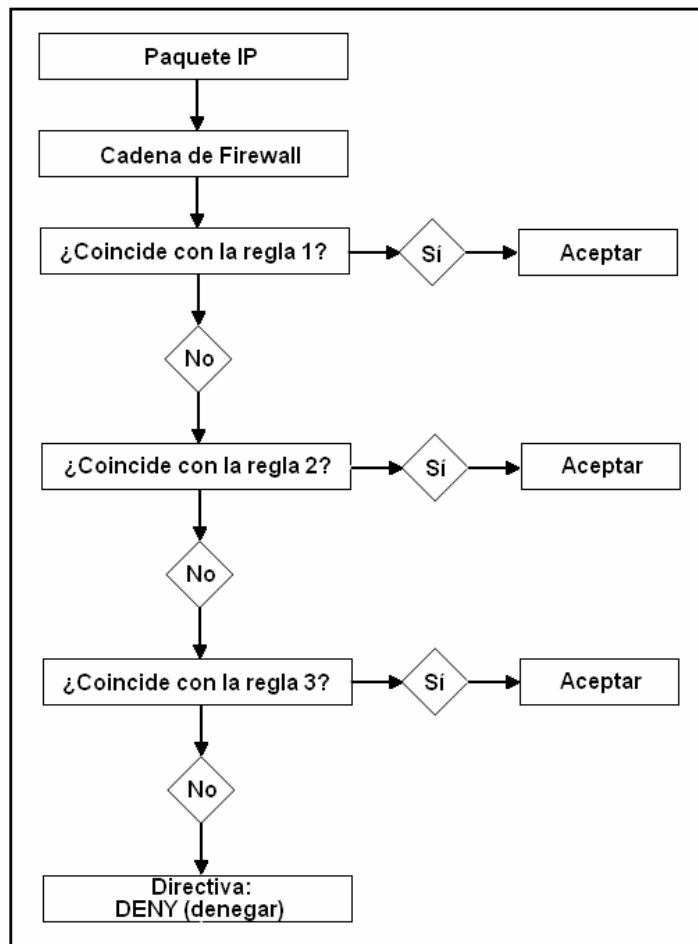 Paquete IP
Cadena de Firewall
¿Coincide con la regla 1?
Sí
Aceptar
No
¿Coincide con la regla 2?
Sí
Aceptar
No
¿Coincide con la regla 3?
Sí
Aceptar
No
Directiva:
DENY (denegar)